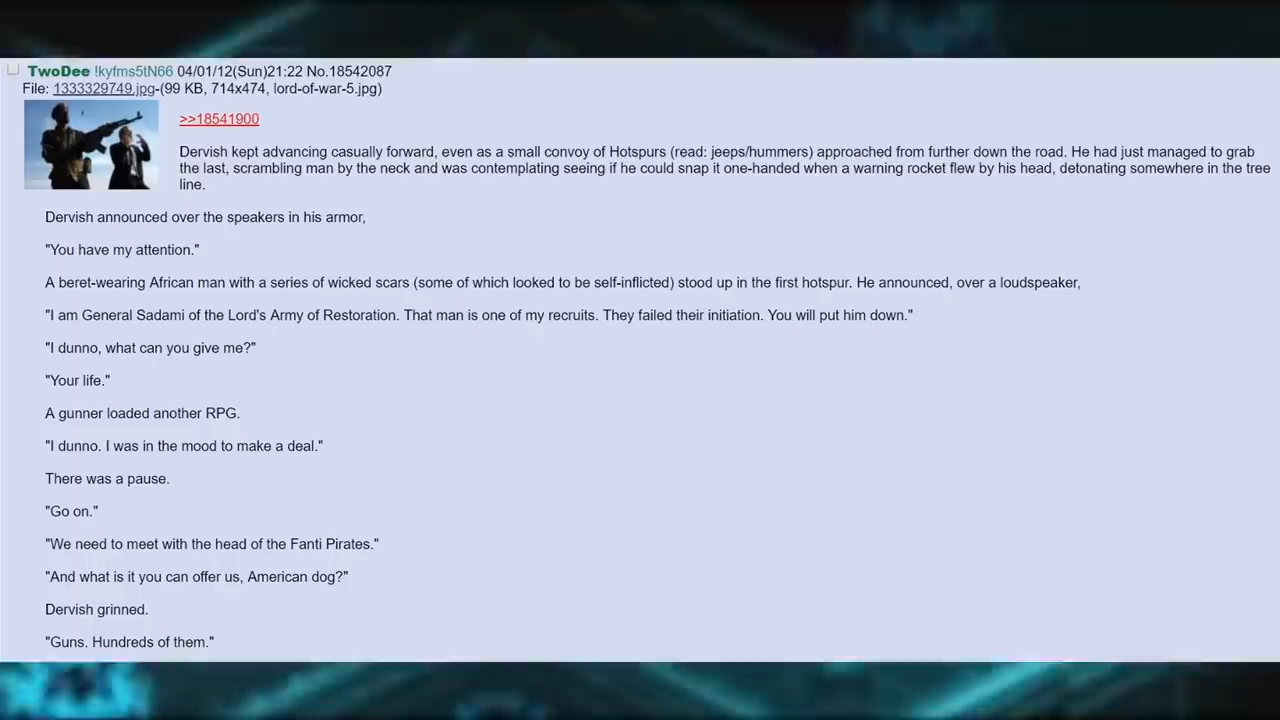 TwoDee !kyfms5tN66 04/01/12(Sun)21:22 No.18542087
File: 1333329749.jpg-(99 KB, 714x474, lord-of-war-5.jpg)
>>18541900
Dervish kept advancing casually forward, even as a small convoy of Hotspurs (read: jeeps/hummers) approached from further down the road. He had just managed to grab
the last, scrambling man by the neck and was contemplating seeing if he could snap it one-handed when a warning rocket flew by his head, detonating somewhere in the tree
line.
Dervish announced over the speakers in his armor,
"You have my attention."
A beret-wearing African man with a series of wicked scars (some of which looked to be self-inflicted) stood up in the first hotspur. He announced, over a loudspeaker,
"I am General Sadami of the Lord's Army of Restoration. That man is one of my recruits. They failed their initiation. You will put him down."
"I dunno, what can you give me?"
"Your life."
A gunner loaded another RPG.
"I dunno. I was in the mood to make a deal."
There was a pause.
"Go on."
"We need to meet with the head of the Fanti Pirates."
"And what is it you can offer us, American dog?"
Dervish grinned.
"Guns. Hundreds of them."